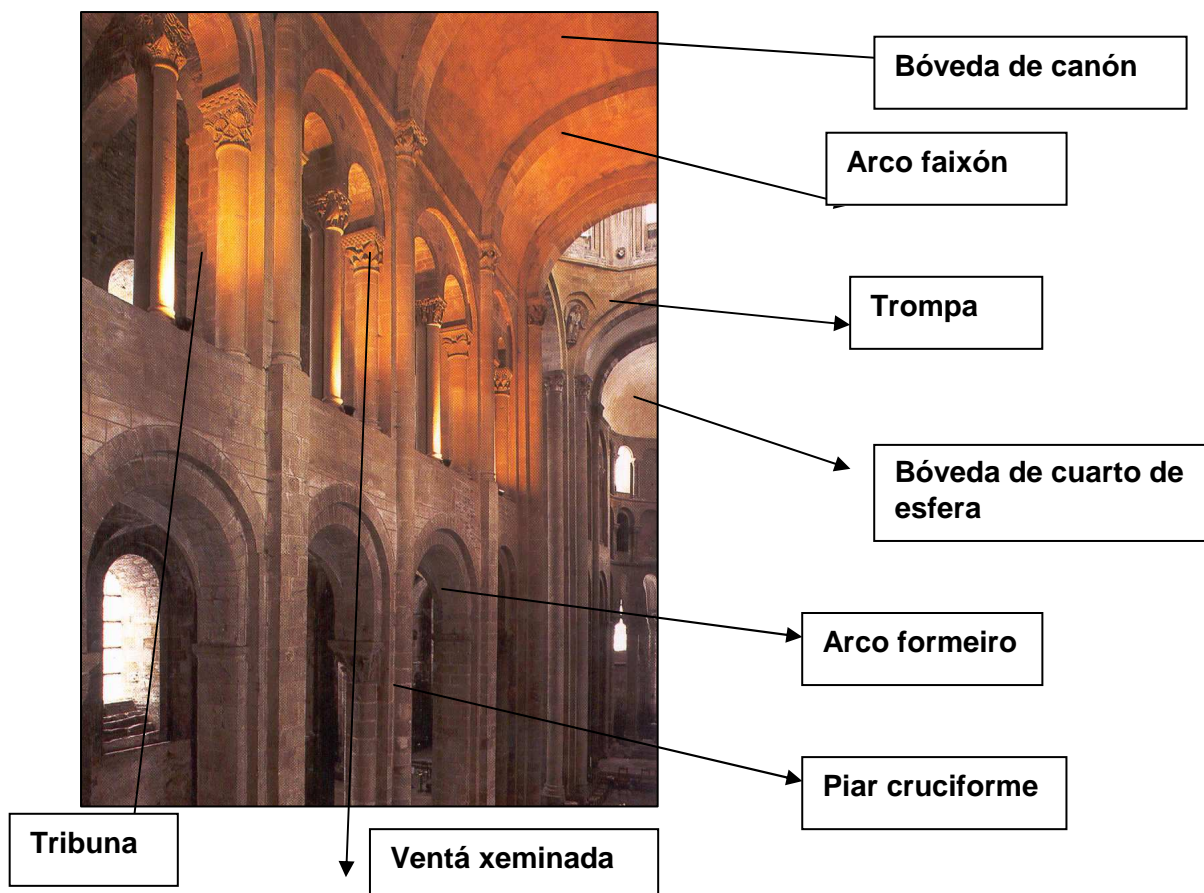 Bóveda de canón
Arco faixón
Trompa
Bóveda de cuarto de
esfera
Arco formeiro
Piar cruciforme
Tribuna
Ventá xeminada